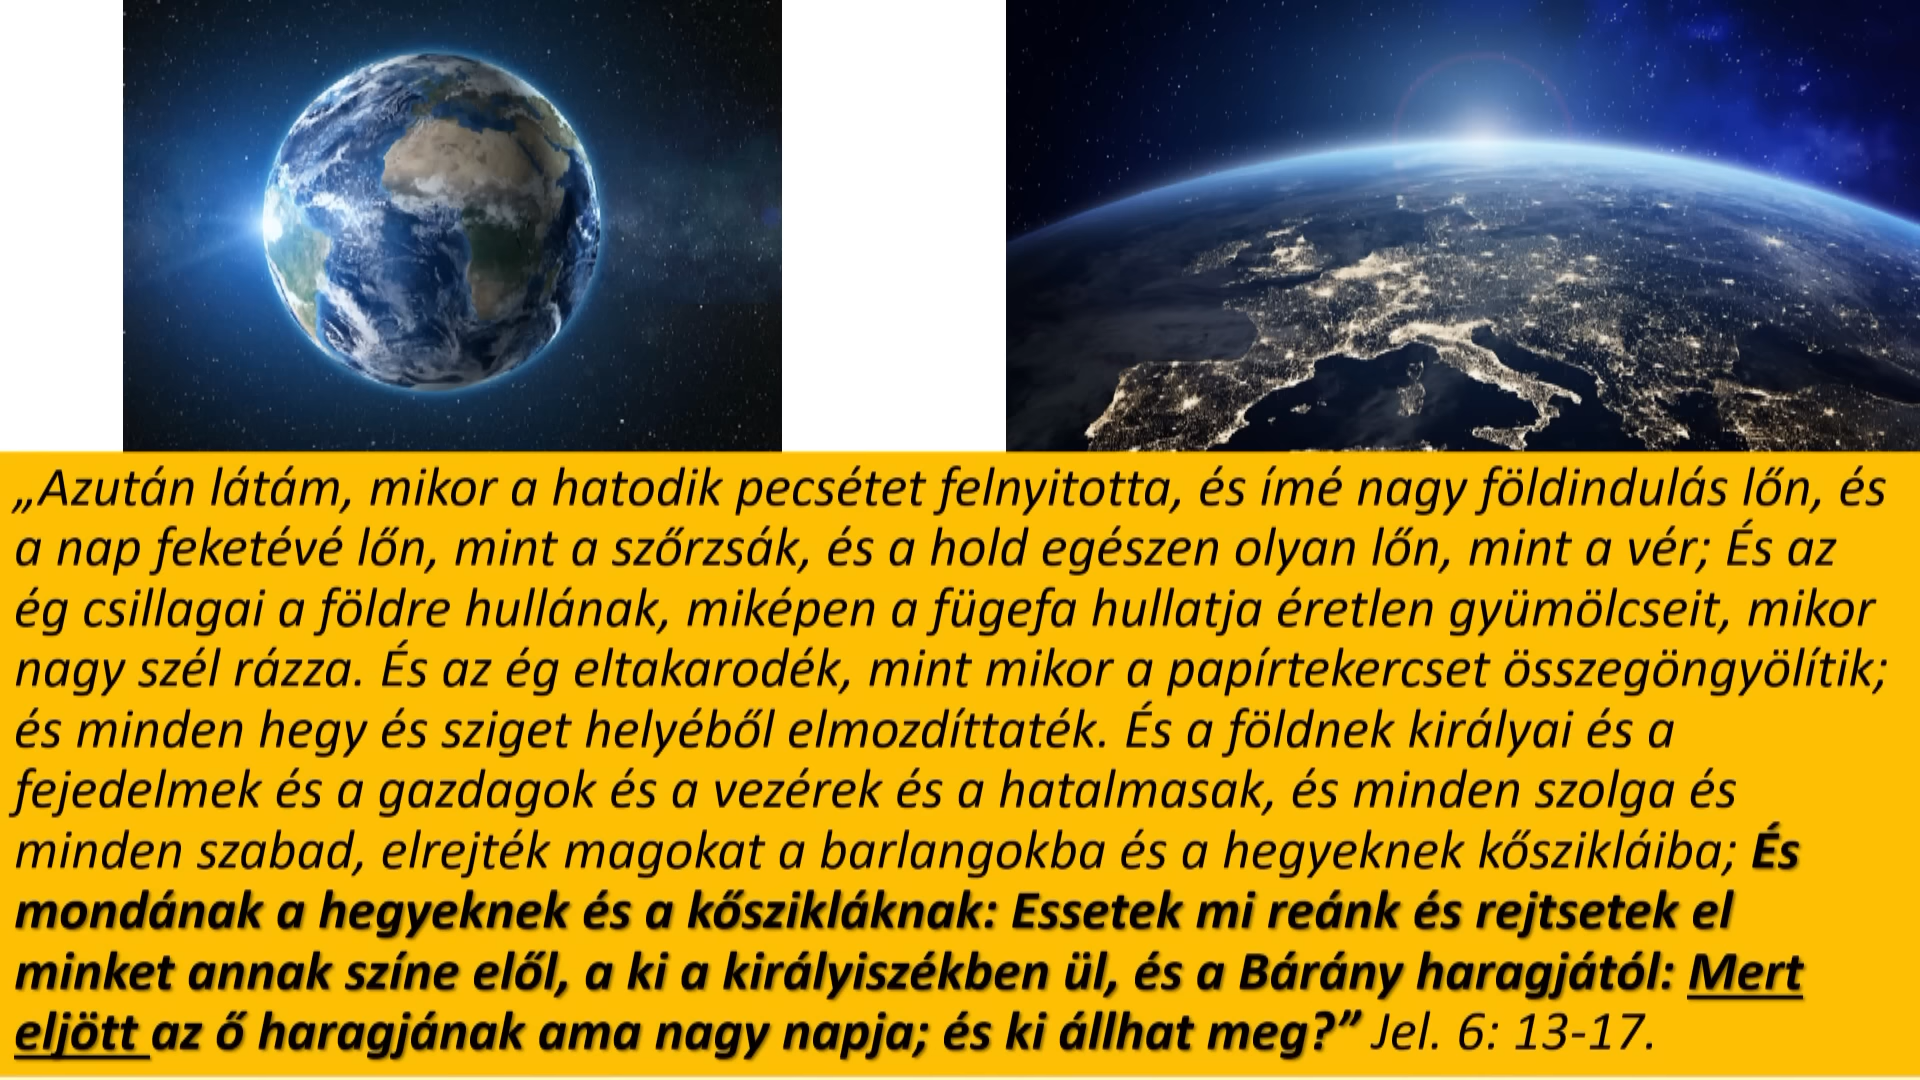 „Azután látám, mikor a hatodik pecsétet felnyitotta, és ímé nagy földindulás lőn, és
a nap feketévé lőn, mint a szőrzsák, és a hold egészen olyan lőn, mint a vér; És az
ég csillagai a földre hullának, miképen a fügefa hullatja éretlen gyümölcseit, mikor
nagy szél rázza. És az ég eltakarodék, mint mikor a papírtekercset összegöngyölítik;
és minden hegy és sziget helyéből elmozdíttaték. És a földnek királyai és a
fejedelmek és a gazdagok és a vezérek és a hatalmasak, és minden szolga és
minden szabad, elrejték magokat a barlangokba és a hegyeknek kőszikláiba; És
mondának a hegyeknek és a kőszikláknak: Essetek mi reánk és rejtsetek el
minket annak színe elől, a ki a királyiszékben ül, és a Bárány haragjától: Mert
eljött az ő haragjának ama nagy napja; és ki állhat meg?” Jel. 6: 13-17.